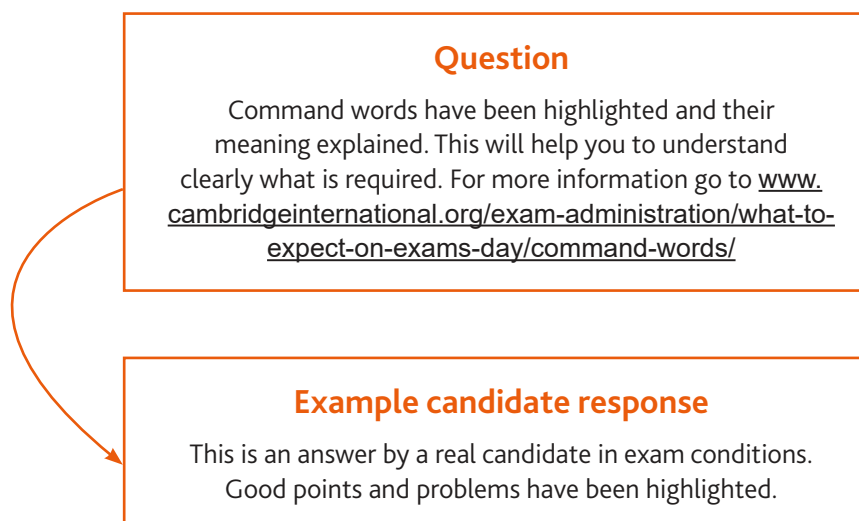 Question
Command words have been highlighted and their
meaning explained. This will help you to understand
clearly what is required. For more information go to www.
cambridgeinternational.org/exam-administration/what-to-
expect-on-exams-day/command-words/
Example candidate response
This is an answer by a real candidate in exam conditions.
Good points and problems have been highlighted.